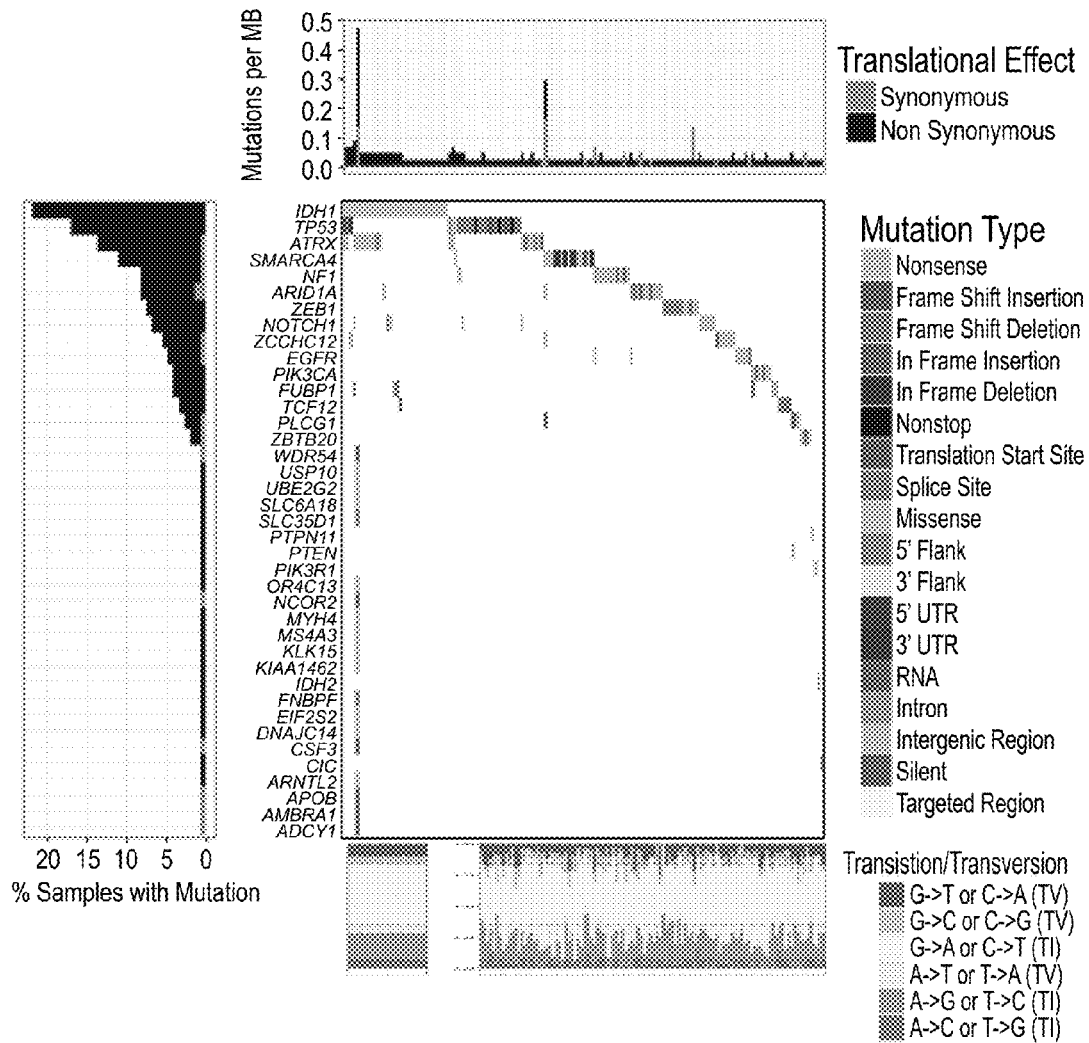 Mutations per MB
0.5
0.4
0.3
0.2
0.1
0.0
Translational Effect
Synonymous
Non Synonymous
IDH1
TP53
ATRX
SMARCA4
NF1
ARID1A
ZEB1
NOTCH1
ZCCHC12
EGFR
PIK3CA
FUBP1
TCF12
PLCG1
ZBTB20
WDR54
USP10
UBE2G2
SLC6A18
SLC35D1
PTPN11
PTEN
PIK3R1
OR4C13
NCOR2
MYH4
MS4A3
KLK15
KIAA1462
IDH2
FNBPF
EIF2S2
DNAJC14
CSF3
CIC
ARNTL2
APOB
AMBRA1
ADCY1
20 15 10 5 0
% Samples with Mutation
Mutation Type
Nonsense
Frame Shift Insertion
Frame Shift Deletion
In Frame Insertion
In Frame Deletion
Nonstop
Translation Start Site
Splice Site
Missense
5' Flank
3' Flank
5' UTR
3' UTR
RNA
Intron
Intergenic Region
Silent
Targeted Region
Transistion/Transversion
G->T or C->A (TV)
G->C or C->G (TV)
G->A or C->T (TI)
A->T or T->A (TV)
A->G or T->C (TI)
A->C or T->G (TI)